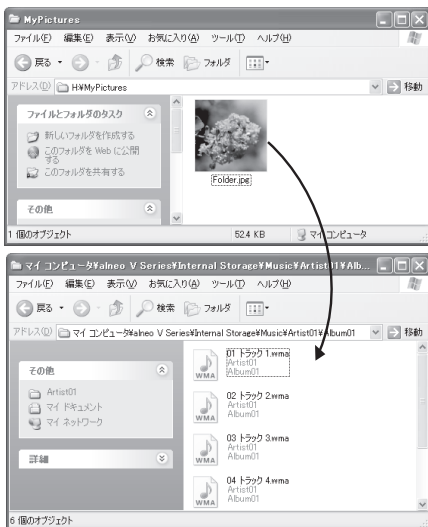 MyPictures
ファイル(F) 編集(E) 表示(V) お気に入り(A) ツール(T) ヘルプ(H)
戻る 検索 フォルダ
アドレス(D) H:¥MyPictures 移動
ファイルとフォルダのタスク
新しいフォルダを作成する
このフォルダを Web に公開する
このフォルダを共有する
その他
Folder.jpg
1 個のオブジェクト 52.4 KB マイ コンピュータ
マイ コンピュータ¥alneo V Series¥Internal Storage¥Music¥Artist01¥Alb...
ファイル(F) 編集(E) 表示(V) お気に入り(A) ツール(T) ヘルプ(H)
戻る 検索 フォルダ
アドレス(D) マイ コンピュータ¥alneo V Series¥Internal Storage¥Music¥Artist01¥Album01 移動
その他
Artist01
マイ ドキュメント
マイ ネットワーク
詳細
WMA
01 トラック 1.wma
Artist01
Album01
WMA
02 トラック 2.wma
Artist01
Album01
WMA
03 トラック 3.wma
Artist01
Album01
WMA
04 トラック 4.wma
Artist01
Album01
6 個のオブジェクト